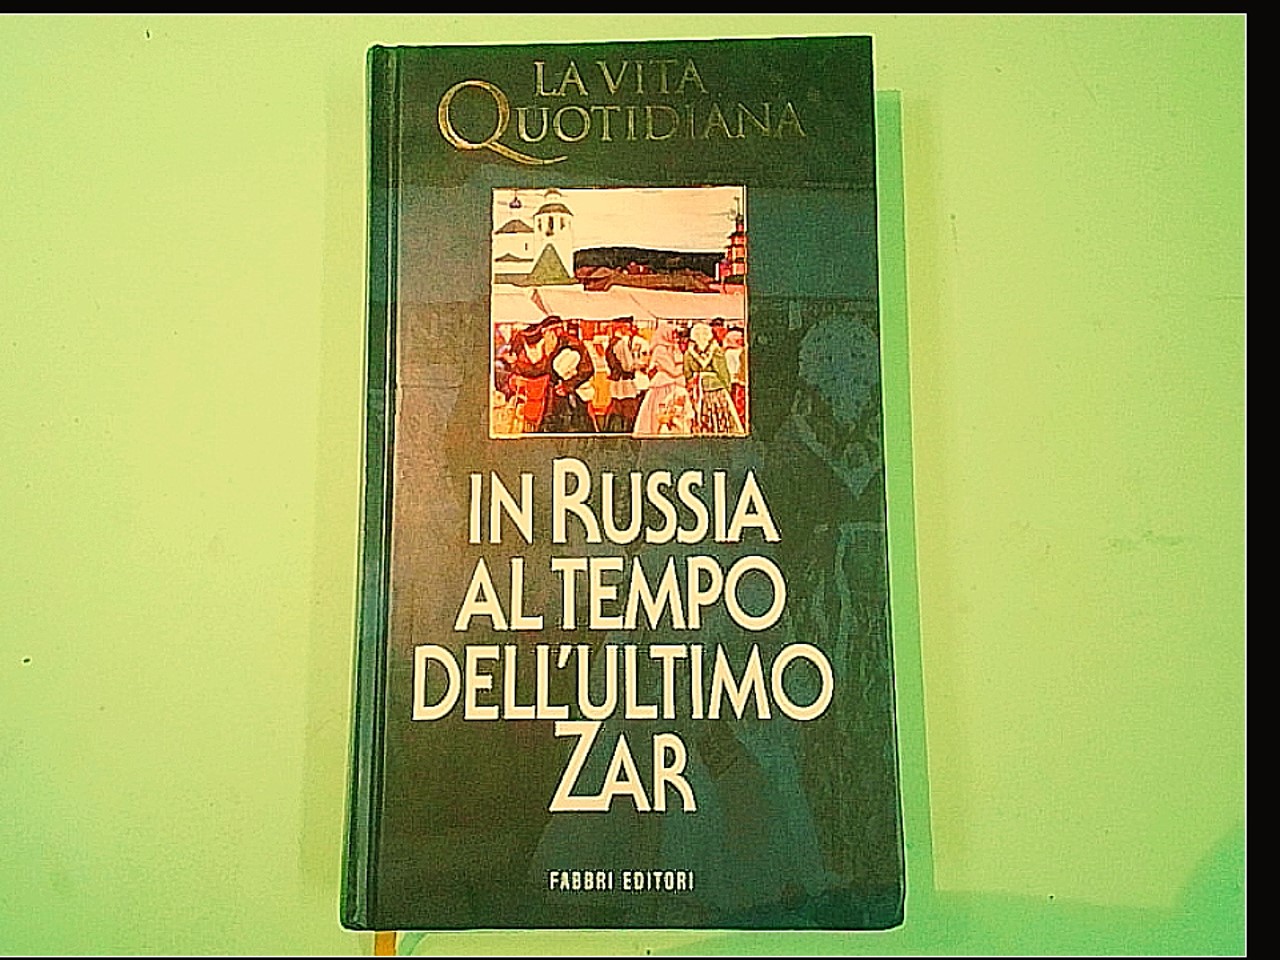 LA VITA
QUOTIDIANA
IN RUSSIA
AL TEMPO
DELL'ULTIMO
ZAR
FABBRI EDITORI